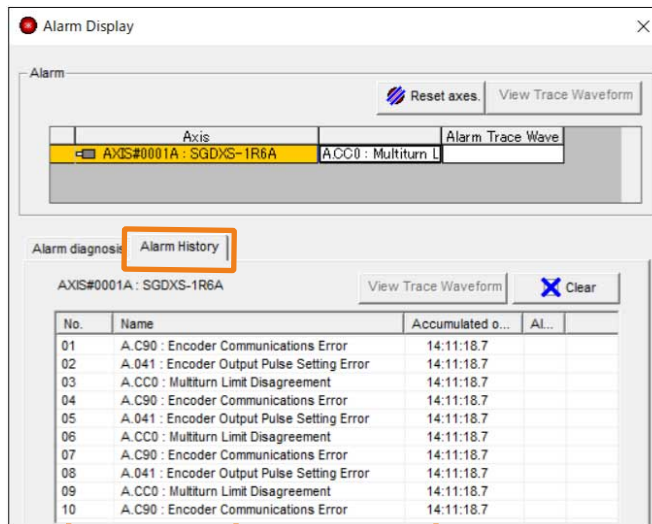 Alarm Display
Alarm
Reset axes. View Trace Waveform
Axis Alarm Trace Wave
AXIS#0001A : SGDXS-1R6A A.CC0 : Multiturn L
Alarm diagnosis Alarm History
AXIS#0001A : SGDXS-1R6A View Trace Waveform Clear
No. Name Accumulated o... Al...
01 A.C90 : Encoder Communications Error 14:11:18.7
02 A.041 : Encoder Output Pulse Setting Error 14:11:18.7
03 A.CC0 : Multiturn Limit Disagreement 14:11:18.7
04 A.C90 : Encoder Communications Error 14:11:18.7
05 A.041 : Encoder Output Pulse Setting Error 14:11:18.7
06 A.CC0 : Multiturn Limit Disagreement 14:11:18.7
07 A.C90 : Encoder Communications Error 14:11:18.7
08 A.041 : Encoder Output Pulse Setting Error 14:11:18.7
09 A.CC0 : Multiturn Limit Disagreement 14:11:18.7
10 A.C90 : Encoder Communications Error 14:11:18.7